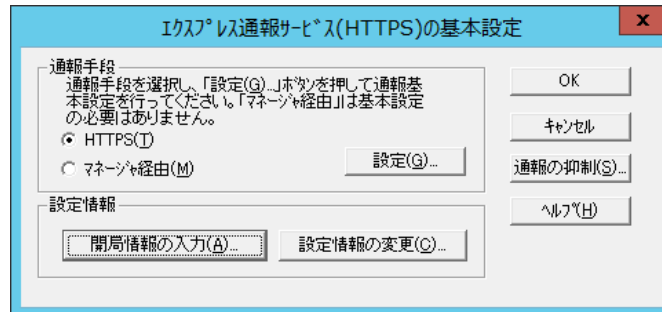 ｴｸｽﾌﾟﾚｽ通報ｻｰﾋﾞｽ(HTTPS)の基本設定
x
通報手段
通報手段を選択し、「設定(G)...」ボタンを押して通報基
本設定を行ってください。「マネージャ経由」は基本設定
の必要はありません。
HTTPS(T)
マネージャ経由(M)
設定(G)...
設定情報
開局情報の入力(A)...
設定情報の変更(C)...
OK
キャンセル
通報の抑制(S)...
ヘルプ(H)